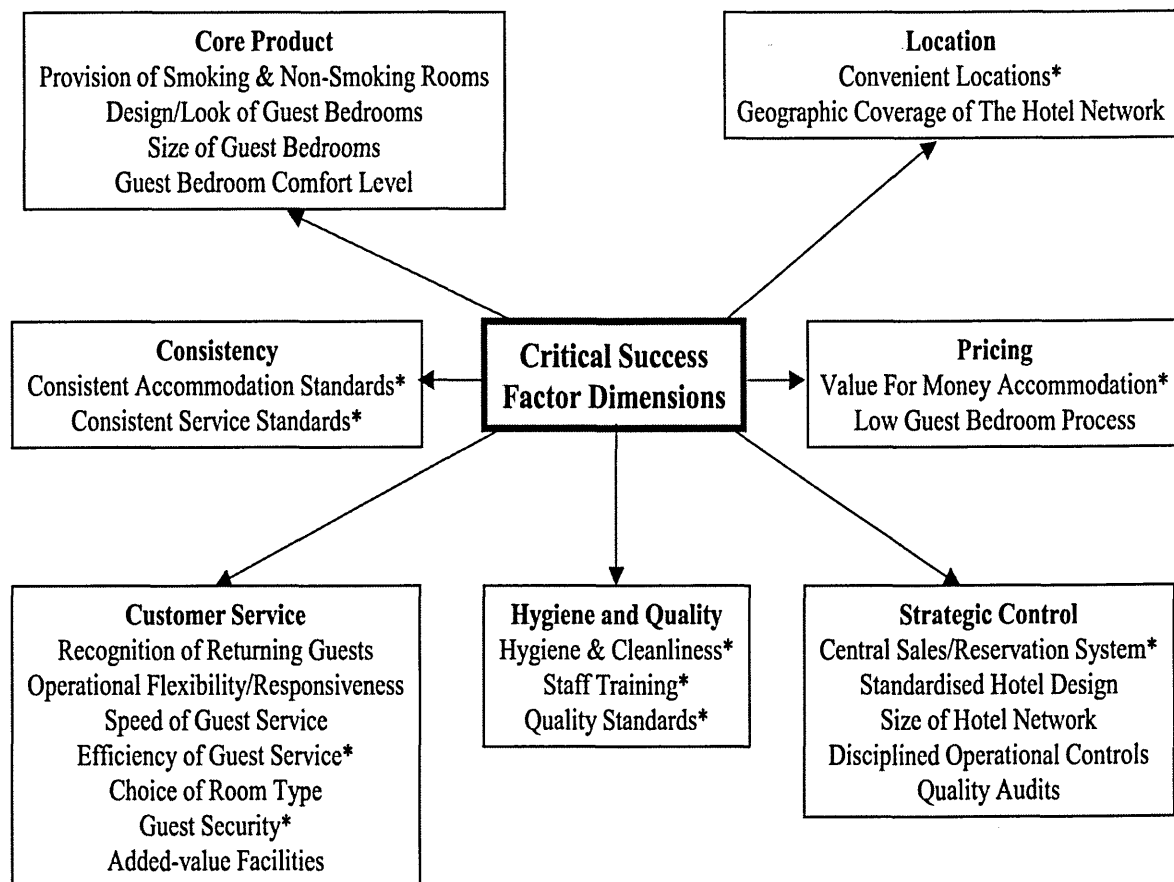 Core Product
Provision of Smoking & Non-Smoking Rooms
Design/Look of Guest Bedrooms
Size of Guest Bedrooms
Guest Bedroom Comfort Level
Location
Convenient Locations*
Geographic Coverage of The Hotel Network
Consistency
Consistent Accommodation Standards*
Consistent Service Standards*
Critical Success
Factor Dimensions
Pricing
Value For Money Accommodation*
Low Guest Bedroom Process
Customer Service
Recognition of Returning Guests
Operational Flexibility/Responsiveness
Speed of Guest Service
Efficiency of Guest Service*
Choice of Room Type
Guest Security*
Added-value Facilities
Hygiene and Quality
Hygiene & Cleanliness*
Staff Training*
Quality Standards*
Strategic Control
Central Sales/Reservation System*
Standardised Hotel Design
Size of Hotel Network
Disciplined Operational Controls
Quality Audits